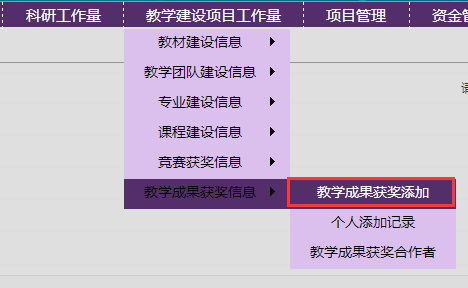 科研工作量 教学建设项目工作量 项目管理 资金管
教材建设信息
教学团队建设信息
专业建设信息
课程建设信息
竞赛获奖信息
教学成果获奖信息 教学成果获奖添加
个人添加记录
教学成果获奖合作者